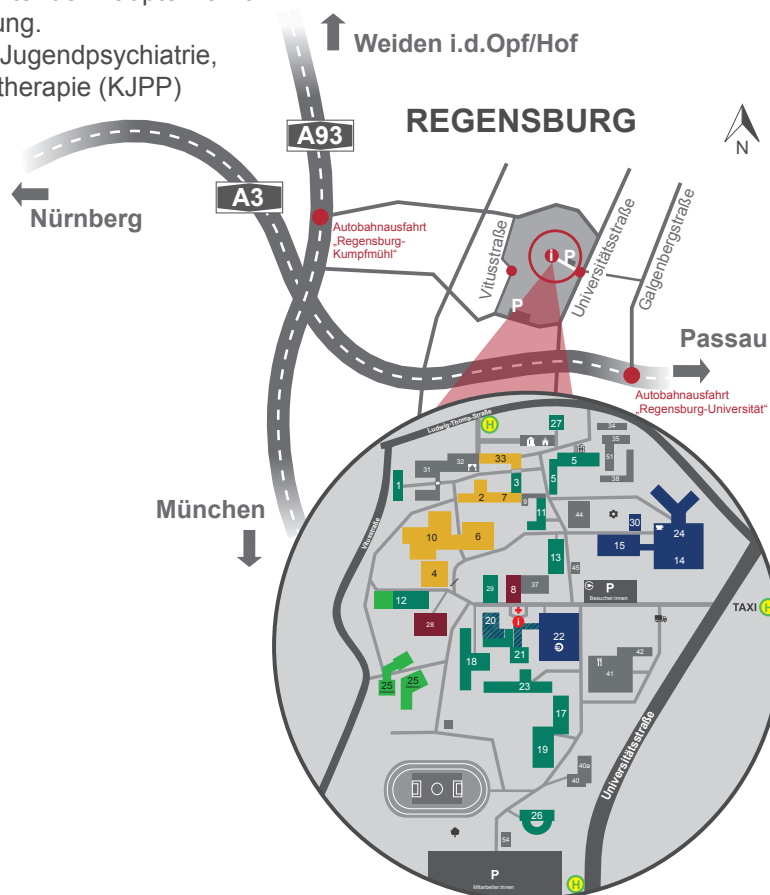 ung.
Jugendpsychiatrie,
therapie (KJPP)
Weiden i.d.Opf/Hof
REGENSBURG
N
A93
A3
Nürnberg
Autobahnausfahrt
„Regensburg-
Kumpfmühl“
Vitusstraße
i
P
P
Universitätsstraße
Galgenbergstraße
Passau
Autobahnausfahrt
„Regensburg-Universität“
München
Ludwig-Thoma-Straße
H
27
34
35
51
38
5
5
33
32
31
1
3
2
7
9
11
44
30
24
14
15
10
6
4
13
45
Vitusstraße
12
29
8
37
P
Besucher:innen
TAXI
H
28
20
i
22
21
18
25
25
23
42
41
17
19
40a
40
26
54
Universitätsstraße
P
Mitarbeiter:innen
H